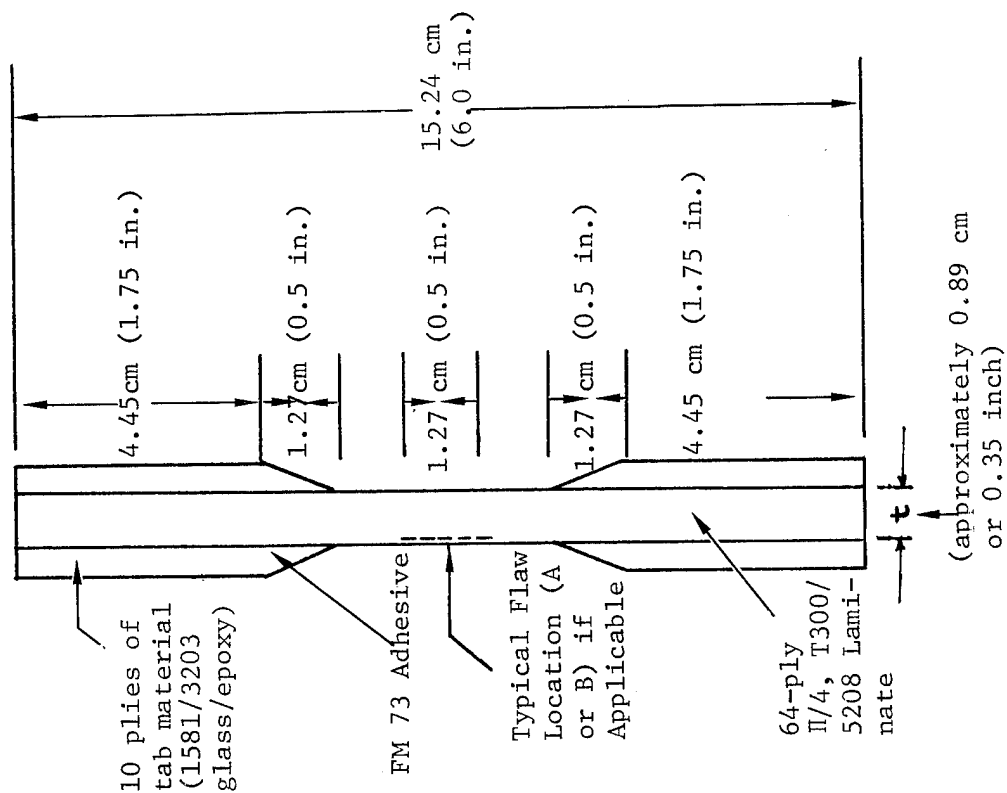 10 plies of
tab material
(1581/3203
glass/epoxy)
FM 73 Adhesive
Typical Flaw
Location (A
or B) if
Applicable
64-ply
Π/4, T300/
5208 Lami-
nate
4.45cm (1.75 in.)
1.27cm (0.5 in.)
1.27 cm (0.5 in.)
1.27 cm (0.5 in.)
4.45 cm (1.75 in.)
15.24 cm
(6.0 in.)
t
(approximately 0.89 cm
or 0.35 inch)